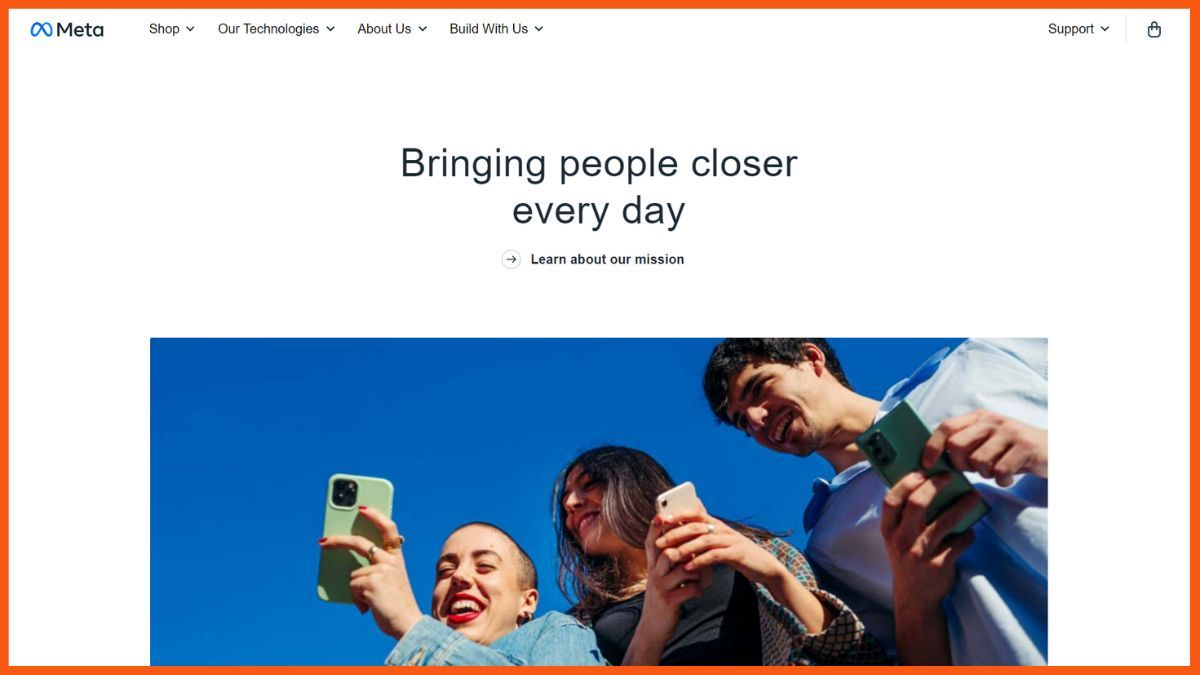 Meta Shop Our Technologies About Us Build With Us Support
Bringing people closer
every day
Learn about our mission